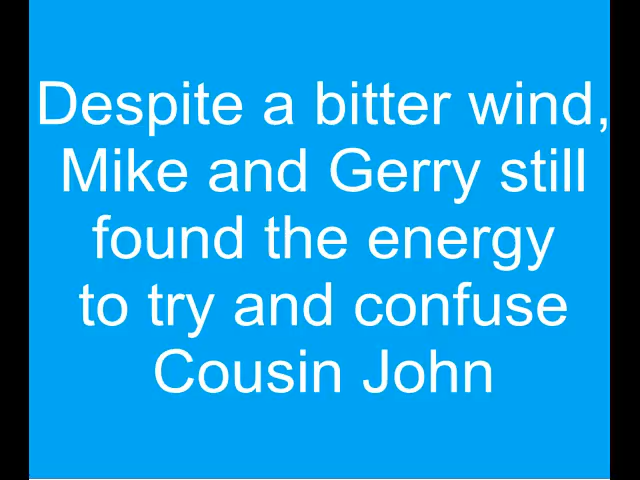 Despite a bitter wind,
Mike and Gerry still
found the energy
to try and confuse
Cousin John